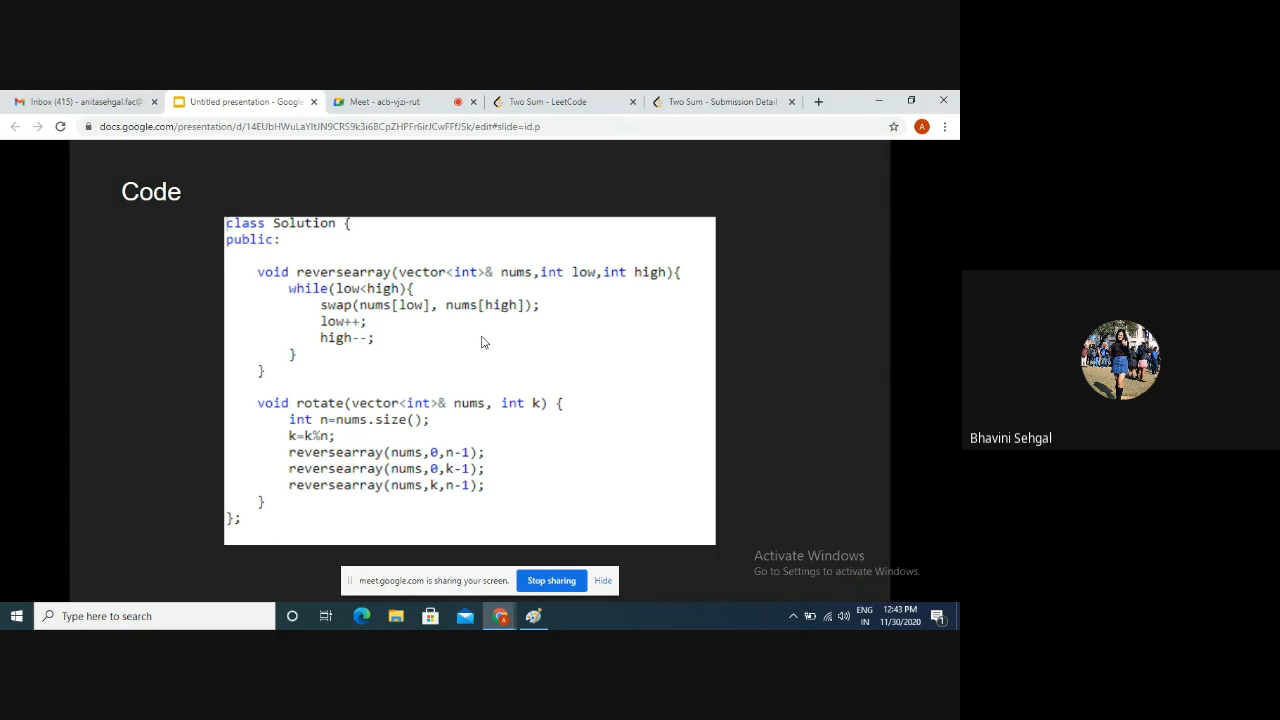 Inbox (415) - anitasehgal.fac@
Untitled presentation - Google
Meet - acb-vjzi-rut
Two Sum - LeetCode
Two Sum - Submission Detail
docs.google.com/presentation/d/14EUbHWuLaYltJN9CRS9k3i6BCpZHPFr6irJCwFFfJ5k/edit#slide=id.p
A
Code
class Solution {
public:
void reversearray(vector<int>& nums,int low,int high){
while(low<high){
swap(nums[low], nums[high]);
low++;
high--;
}
}
void rotate(vector<int>& nums, int k) {
int n=nums.size();
k=k%n;
reversearray(nums,0,n-1);
reversearray(nums,0,k-1);
reversearray(nums,k,n-1);
}
};
Bhavini Sehgal
Activate Windows
Go to Settings to activate Windows.
meet.google.com is sharing your screen.
Stop sharing
Hide
Type here to search
ENG
IN
12:43 PM
11/30/2020
1